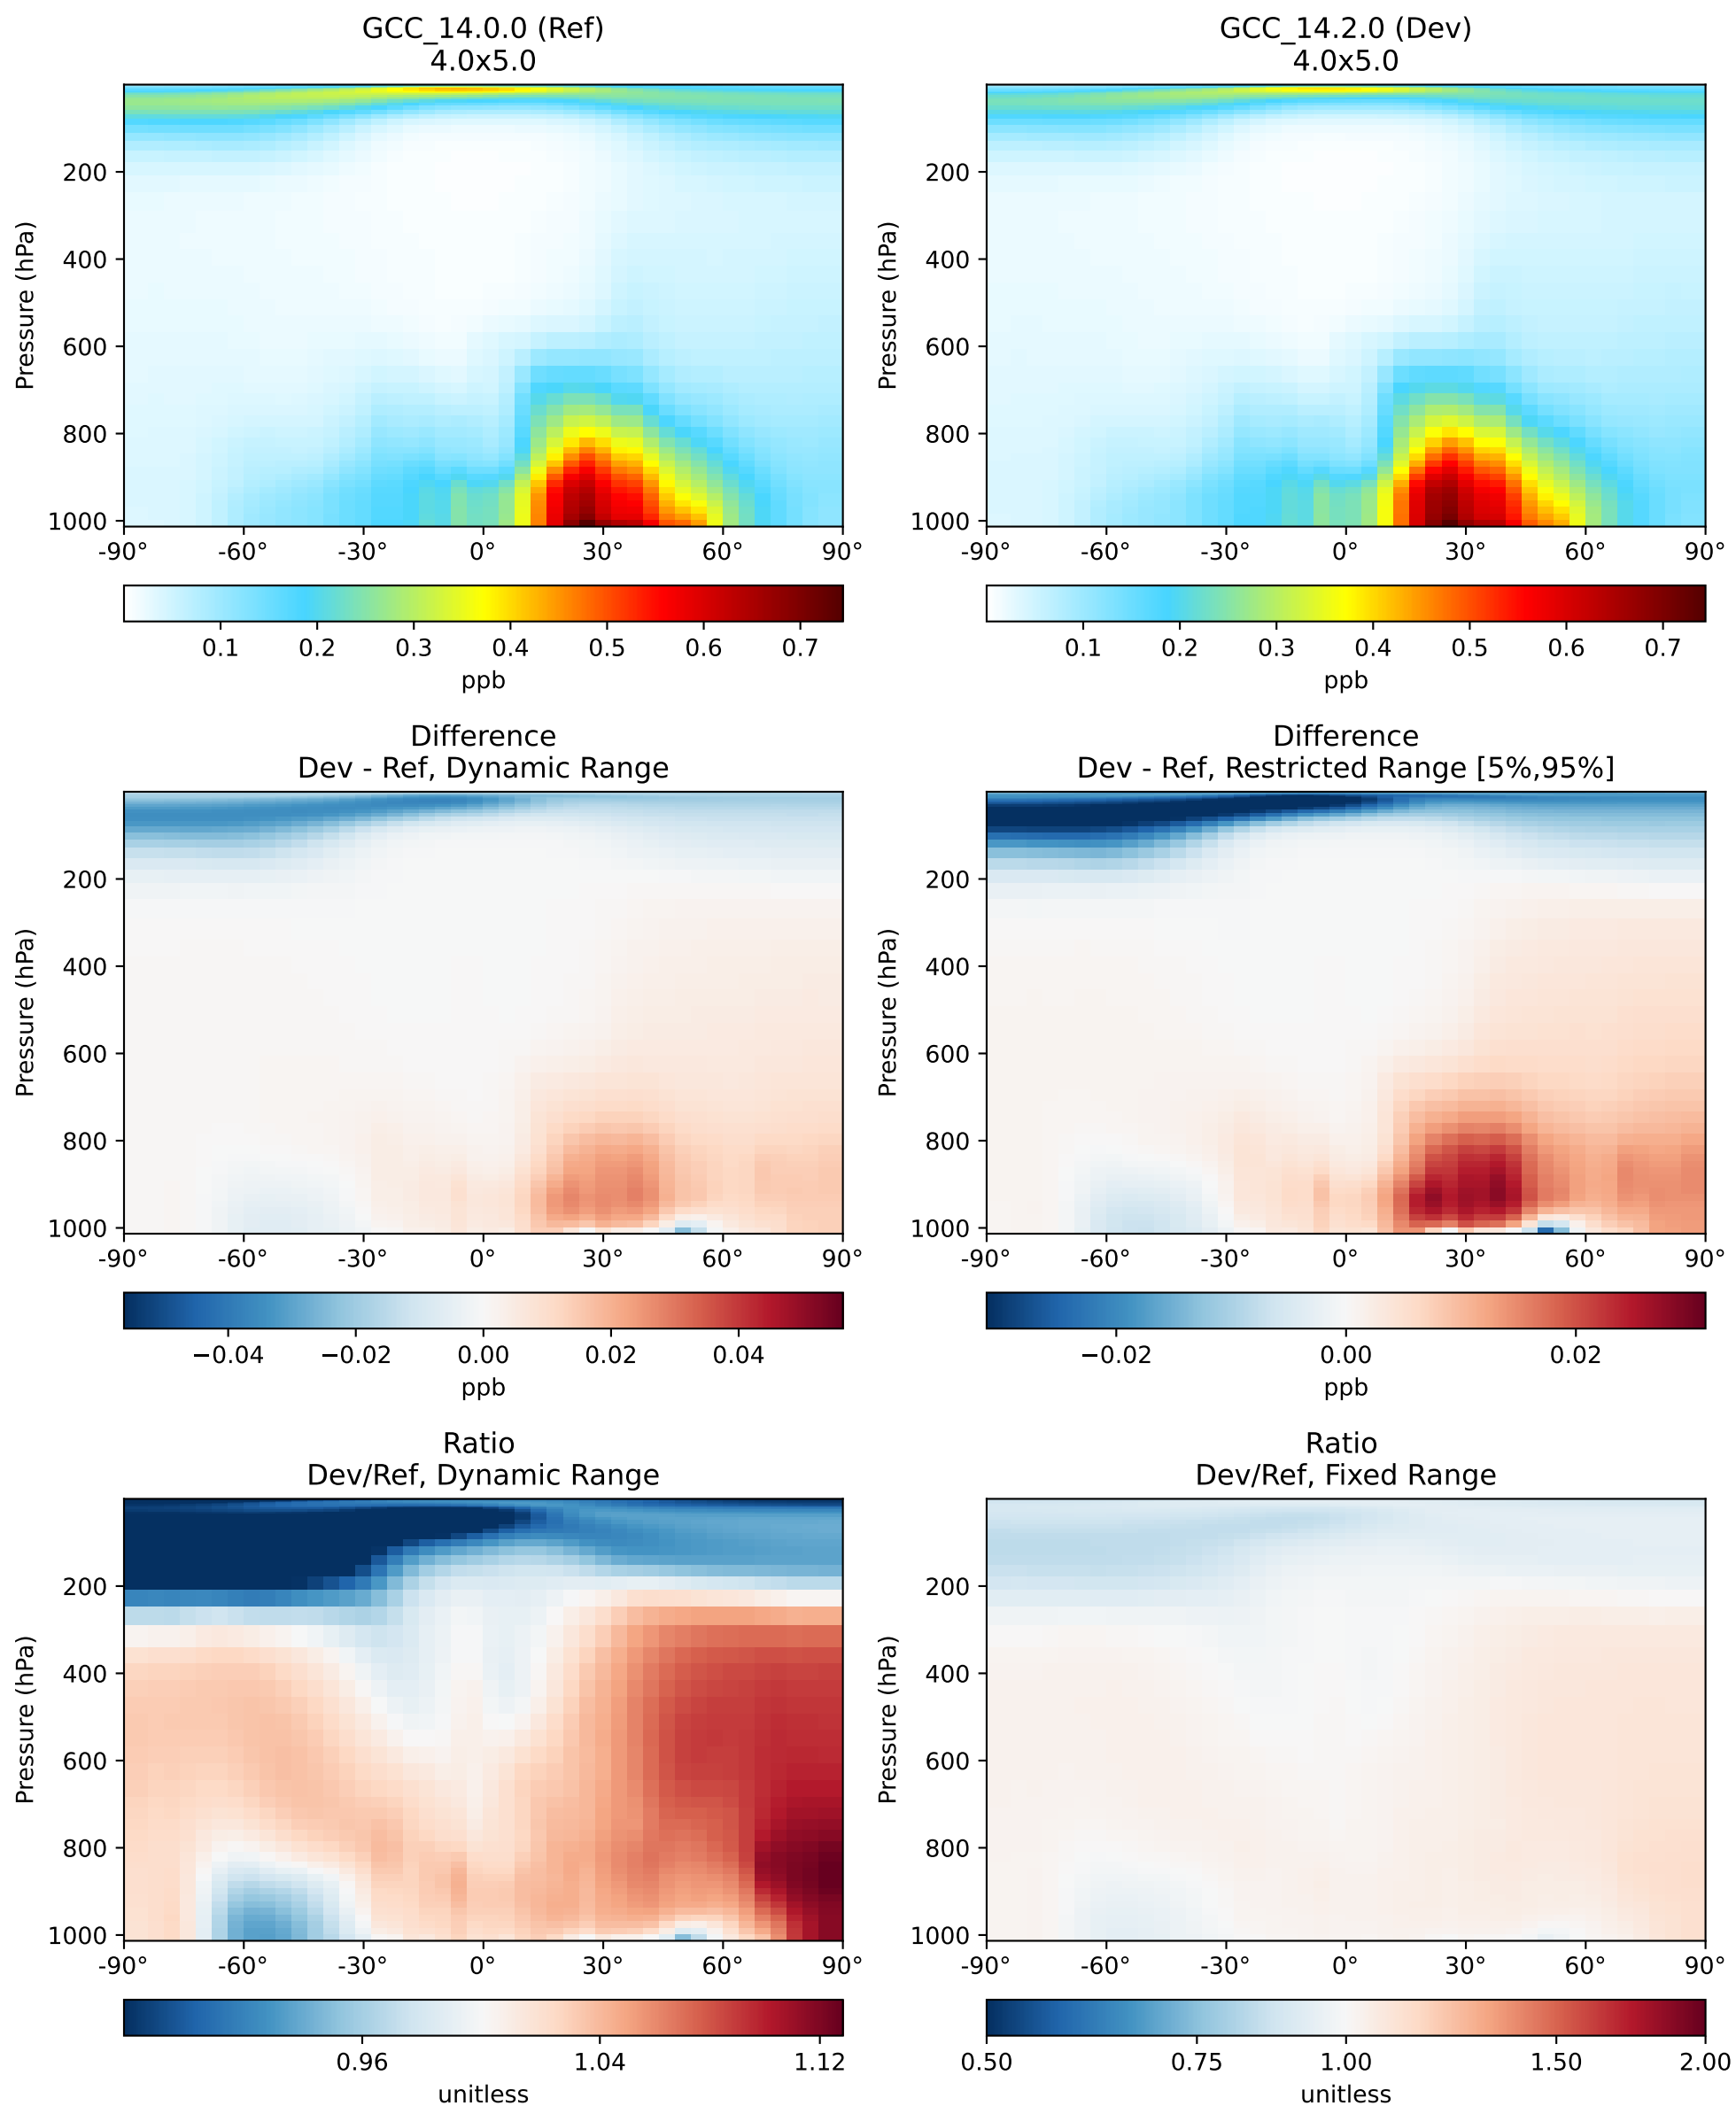 GCC_14.0.0 (Ref)
4.0x5.0
Pressure (hPa)
200
400
600
800
1000
-90° -60° -30° 0° 30° 60° 90°
0.1 0.2 0.3 0.4 0.5 0.6 0.7
ppb
GCC_14.2.0 (Dev)
4.0x5.0
Pressure (hPa)
200
400
600
800
1000
-90° -60° -30° 0° 30° 60° 90°
0.1 0.2 0.3 0.4 0.5 0.6 0.7
ppb
Difference
Dev - Ref, Dynamic Range
Pressure (hPa)
200
400
600
800
1000
-90° -60° -30° 0° 30° 60° 90°
−0.04 −0.02 0.00 0.02 0.04
ppb
Difference
Dev - Ref, Restricted Range [5%,95%]
Pressure (hPa)
200
400
600
800
1000
-90° -60° -30° 0° 30° 60° 90°
−0.02 0.00 0.02
ppb
Ratio
Dev/Ref, Dynamic Range
Pressure (hPa)
200
400
600
800
1000
-90° -60° -30° 0° 30° 60° 90°
0.96 1.04 1.12
unitless
Ratio
Dev/Ref, Fixed Range
Pressure (hPa)
200
400
600
800
1000
-90° -60° -30° 0° 30° 60° 90°
0.50 0.75 1.00 1.50 2.00
unitless